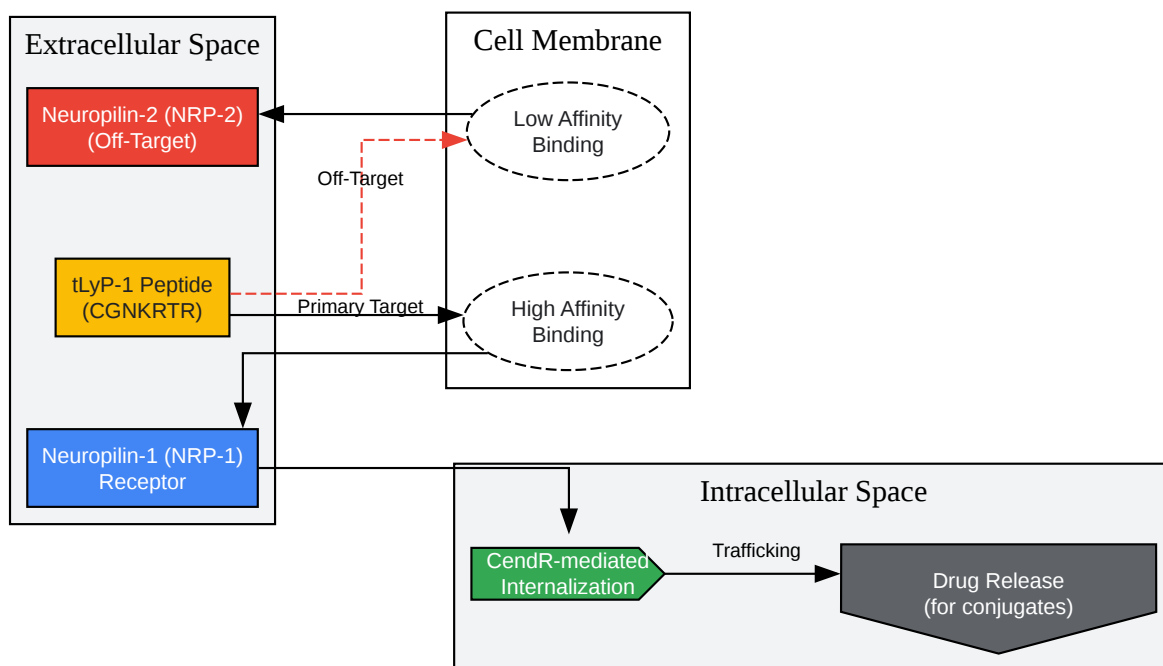 Extracellular Space
Cell Membrane
Neuropilin-2 (NRP-2)
(Off-Target)
Low Affinity
Binding
Off-Target
tLyP-1 Peptide
(CGNKRTR)
Primary Target
High Affinity
Binding
Neuropilin-1 (NRP-1)
Receptor
Intracellular Space
CendR-mediated
Internalization
Trafficking
Drug Release
(for conjugates)